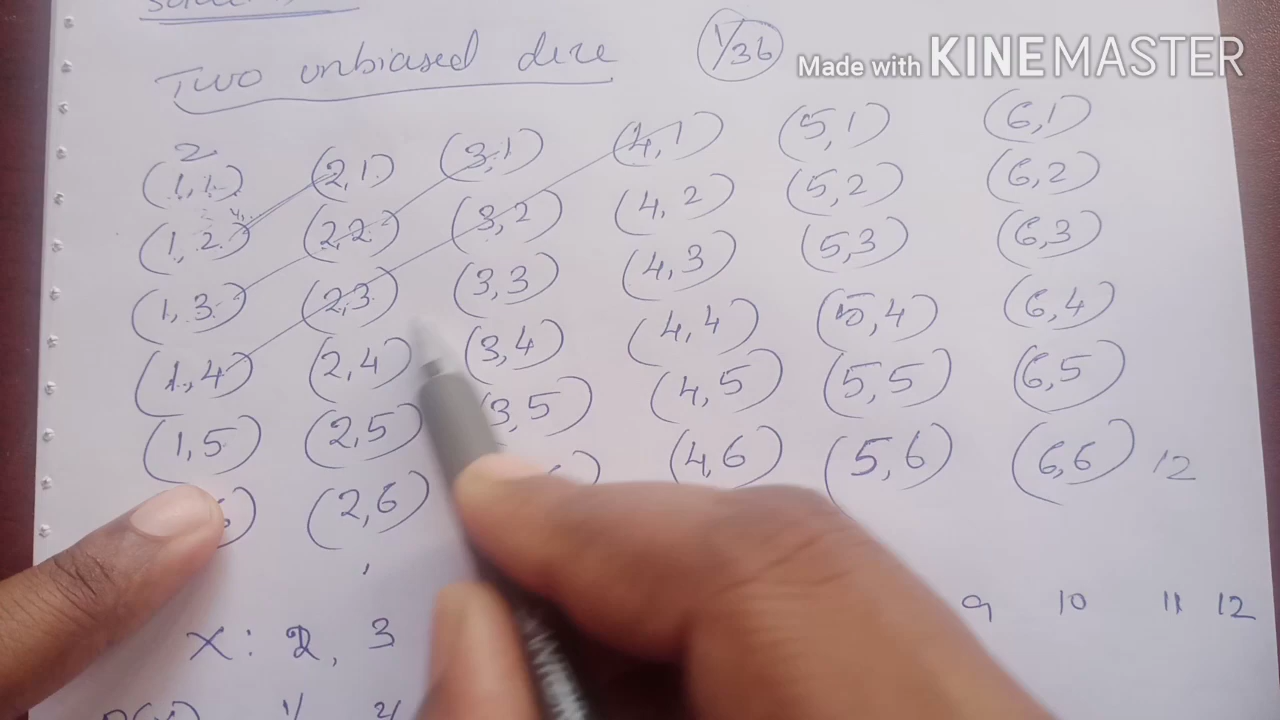 Two unbiased dice 1/36
Made with KINEMASTER
2
(1,1) (2,1) (3,1) (4,1) (5,1) (6,1)
(1,2) (2,2) (3,2) (4,2) (5,2) (6,2)
(1,3) (2,3) (3,3) (4,3) (5,3) (6,3)
(1,4) (2,4) (3,4) (4,4) (5,4) (6,4)
(1,5) (2,5) (3,5) (4,5) (5,5) (6,5)
(2,6) (4,6) (5,6) (6,6) 12
X: 2, 3 9 10 11 12